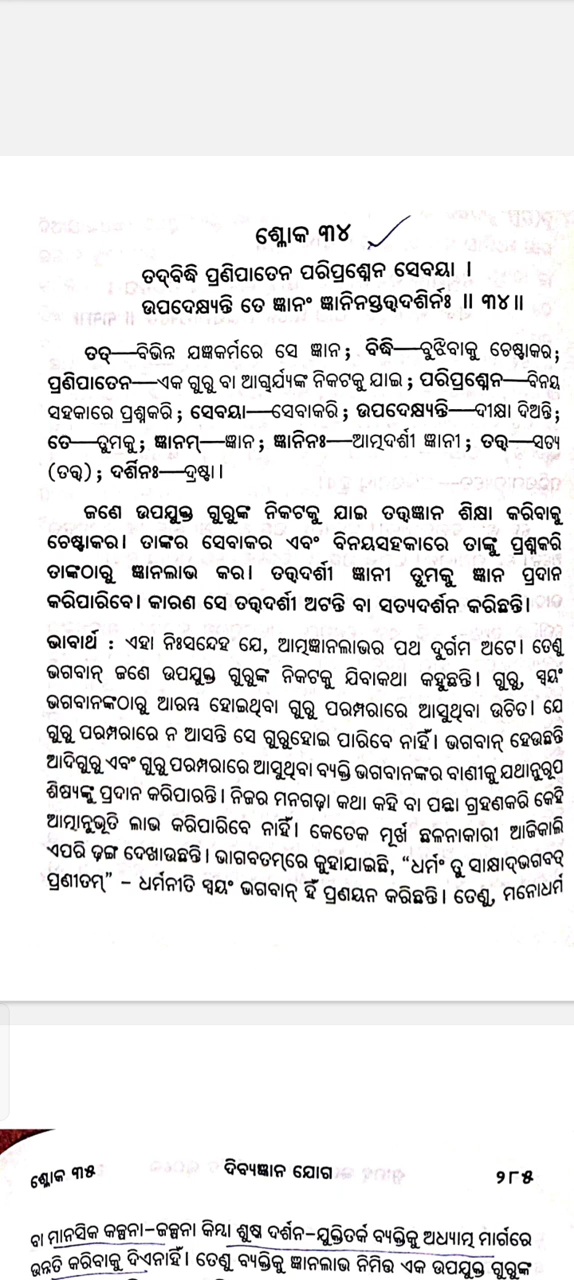 ଶ୍ଳୋକ ୩୪
ତଦ୍‌ବିଦ୍ଧି ପ୍ରଣିପାତେନ ପରିପ୍ରଶ୍ନେନ ସେବୟା ।
ଉପଦେକ୍ଷ୍ୟନ୍ତି ତେ ଜ୍ଞାନଂ ଜ୍ଞାନିନସ୍ତତ୍ତ୍ୱଦର୍ଶିନଃ ॥ ୩୪॥
ତଦ୍—ବିଭିନ୍ନ ଯଜ୍ଞକର୍ମରେ ସେ ଜ୍ଞାନ; ବିଦ୍ଧି—ବୁଝିବାକୁ ଚେଷ୍ଟାକର;
ପ୍ରଣିପାତେନ—ଏକ ଗୁରୁ ବା ଆଚାର୍ଯ୍ୟଙ୍କ ନିକଟକୁ ଯାଇ; ପରିପ୍ରଶ୍ନେନ—ବିନୟ
ସହକାରେ ପ୍ରଶ୍ନକରି; ସେବୟା—ସେବାକରି; ଉପଦେକ୍ଷ୍ୟନ୍ତି—ଦୀକ୍ଷା ଦିଅନ୍ତି;
ତେ—ତୁମକୁ; ଜ୍ଞାନମ୍—ଜ୍ଞାନ; ଜ୍ଞାନିନଃ—ଆତ୍ମଦର୍ଶୀ ଜ୍ଞାନୀ; ତତ୍ତ୍ୱ—ସତ୍ୟ
(ତତ୍ତ୍ୱ); ଦର୍ଶିନଃ—ଦ୍ରଷ୍ଟା।
ଜଣେ ଉପଯୁକ୍ତ ଗୁରୁଙ୍କ ନିକଟକୁ ଯାଇ ତତ୍ତ୍ୱଜ୍ଞାନ ଶିକ୍ଷା କରିବାକୁ
ଚେଷ୍ଟାକର। ତାଙ୍କର ସେବାକର ଏବଂ ବିନୟସହକାରେ ତାଙ୍କୁ ପ୍ରଶ୍ନକରି
ତାଙ୍କଠାରୁ ଜ୍ଞାନଲାଭ କର। ତତ୍ତ୍ୱଦର୍ଶୀ ଜ୍ଞାନୀ ତୁମକୁ ଜ୍ଞାନ ପ୍ରଦାନ
କରିପାରିବେ। କାରଣ ସେ ତତ୍ତ୍ୱଦର୍ଶୀ ଅଟନ୍ତି ବା ସତ୍ୟଦର୍ଶନ କରିଛନ୍ତି।
ଭାବାର୍ଥ : ଏହା ନିଃସନ୍ଦେହ ଯେ, ଆତ୍ମଜ୍ଞାନଲାଭର ପଥ ଦୁର୍ଗମ ଅଟେ। ତେଣୁ
ଭଗବାନ୍ ଜଣେ ଉପଯୁକ୍ତ ଗୁରୁଙ୍କ ନିକଟକୁ ଯିବାକଥା କହୁଛନ୍ତି। ଗୁରୁ, ସ୍ୱୟଂ
ଭଗବାନଙ୍କଠାରୁ ଆରମ୍ଭ ହୋଇଥିବା ଗୁରୁ ପରମ୍ପରାରେ ଆସୁଥିବା ଉଚିତ। ଯେ
ଗୁରୁ ପରମ୍ପରାରେ ନ ଆସନ୍ତି ସେ ଗୁରୁହୋଇ ପାରିବେ ନାହିଁ। ଭଗବାନ୍ ହେଉଛନ୍ତି
ଆଦିଗୁରୁ ଏବଂ ଗୁରୁ ପରମ୍ପରାରେ ଆସୁଥିବା ବ୍ୟକ୍ତି ଭଗବାନଙ୍କର ବାଣୀକୁ ଯଥାନୁରୂପ
ଶିଷ୍ୟଙ୍କୁ ପ୍ରଦାନ କରିପାରନ୍ତି। ନିଜର ମନଗଢ଼ା କଥା କହି ବା ପନ୍ଥା ଗ୍ରହଣକରି କେହି
ଆତ୍ମାନୁଭୂତି ଲାଭ କରିପାରିବେ ନାହିଁ। କେତେକ ମୂର୍ଖ ଛଳନାକାରୀ ଆଜିକାଲି
ଏପରି ଢ଼ଙ୍ଗ ଦେଖାଉଛନ୍ତି। ଭାଗବତମ୍‌ରେ କୁହାଯାଇଛି, “ଧର୍ମଂ ତୁ ସାକ୍ଷାଦ୍‌ଭଗବଦ୍
ପ୍ରଣୀତମ୍” – ଧର୍ମନୀତି ସ୍ୱୟଂ ଭଗବାନ୍ ହିଁ ପ୍ରଣୟନ କରିଛନ୍ତି। ତେଣୁ, ମନୋଧର୍ମ
ଶ୍ଳୋକ ୩୫ ଦିବ୍ୟଜ୍ଞାନ ଯୋଗ ୨୮୫
ବା ମାନସିକ କଳ୍ପନା-ଜଳ୍ପନା କିମ୍ବା ଶୁଷ୍କ ଦର୍ଶନ-ଯୁକ୍ତିତର୍କ ବ୍ୟକ୍ତିକୁ ଅଧ୍ୟାତ୍ମ ମାର୍ଗରେ
ଉନ୍ନତି କରିବାକୁ ଦିଏନାହିଁ। ତେଣୁ ବ୍ୟକ୍ତିକୁ ଜ୍ଞାନଲାଭ ନିମିତ୍ତ ଏକ ଉପଯୁକ୍ତ ଗୁରୁଙ୍କ